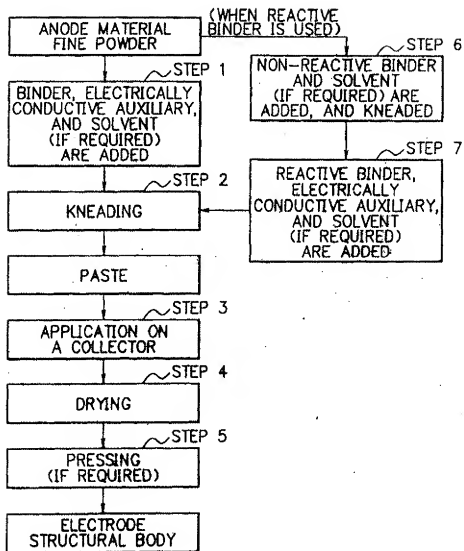 ANODE MATERIAL
FINE POWDER
(WHEN REACTIVE
BINDER IS USED)
STEP 1
BINDER, ELECTRICALLY
CONDUCTIVE AUXILIARY,
AND SOLVENT
(IF REQUIRED)
ARE ADDED
STEP 6
NON-REACTIVE BINDER
AND SOLVENT
(IF REQUIRED) ARE
ADDED, AND KNEADED
STEP 7
REACTIVE BINDER,
ELECTRICALLY
CONDUCTIVE AUXILIARY,
AND SOLVENT
(IF REQUIRED)
ARE ADDED
STEP 2
KNEADING
PASTE
STEP 3
APPLICATION ON
A COLLECTOR
STEP 4
DRYING
STEP 5
PRESSING
(IF REQUIRED)
ELECTRODE
STRUCTURAL BODY